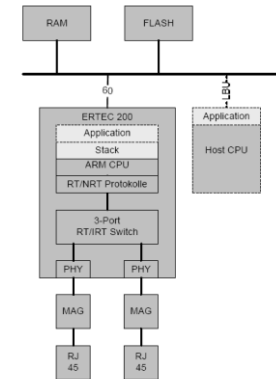 RAM
FLASH
60
LBU
ERTEC 200
Application
Stack
ARM CPU
RT/NRT Protokolle
3-Port
RT/IRT Switch
PHY
PHY
MAG
MAG
RJ
45
RJ
45
Application
Host CPU